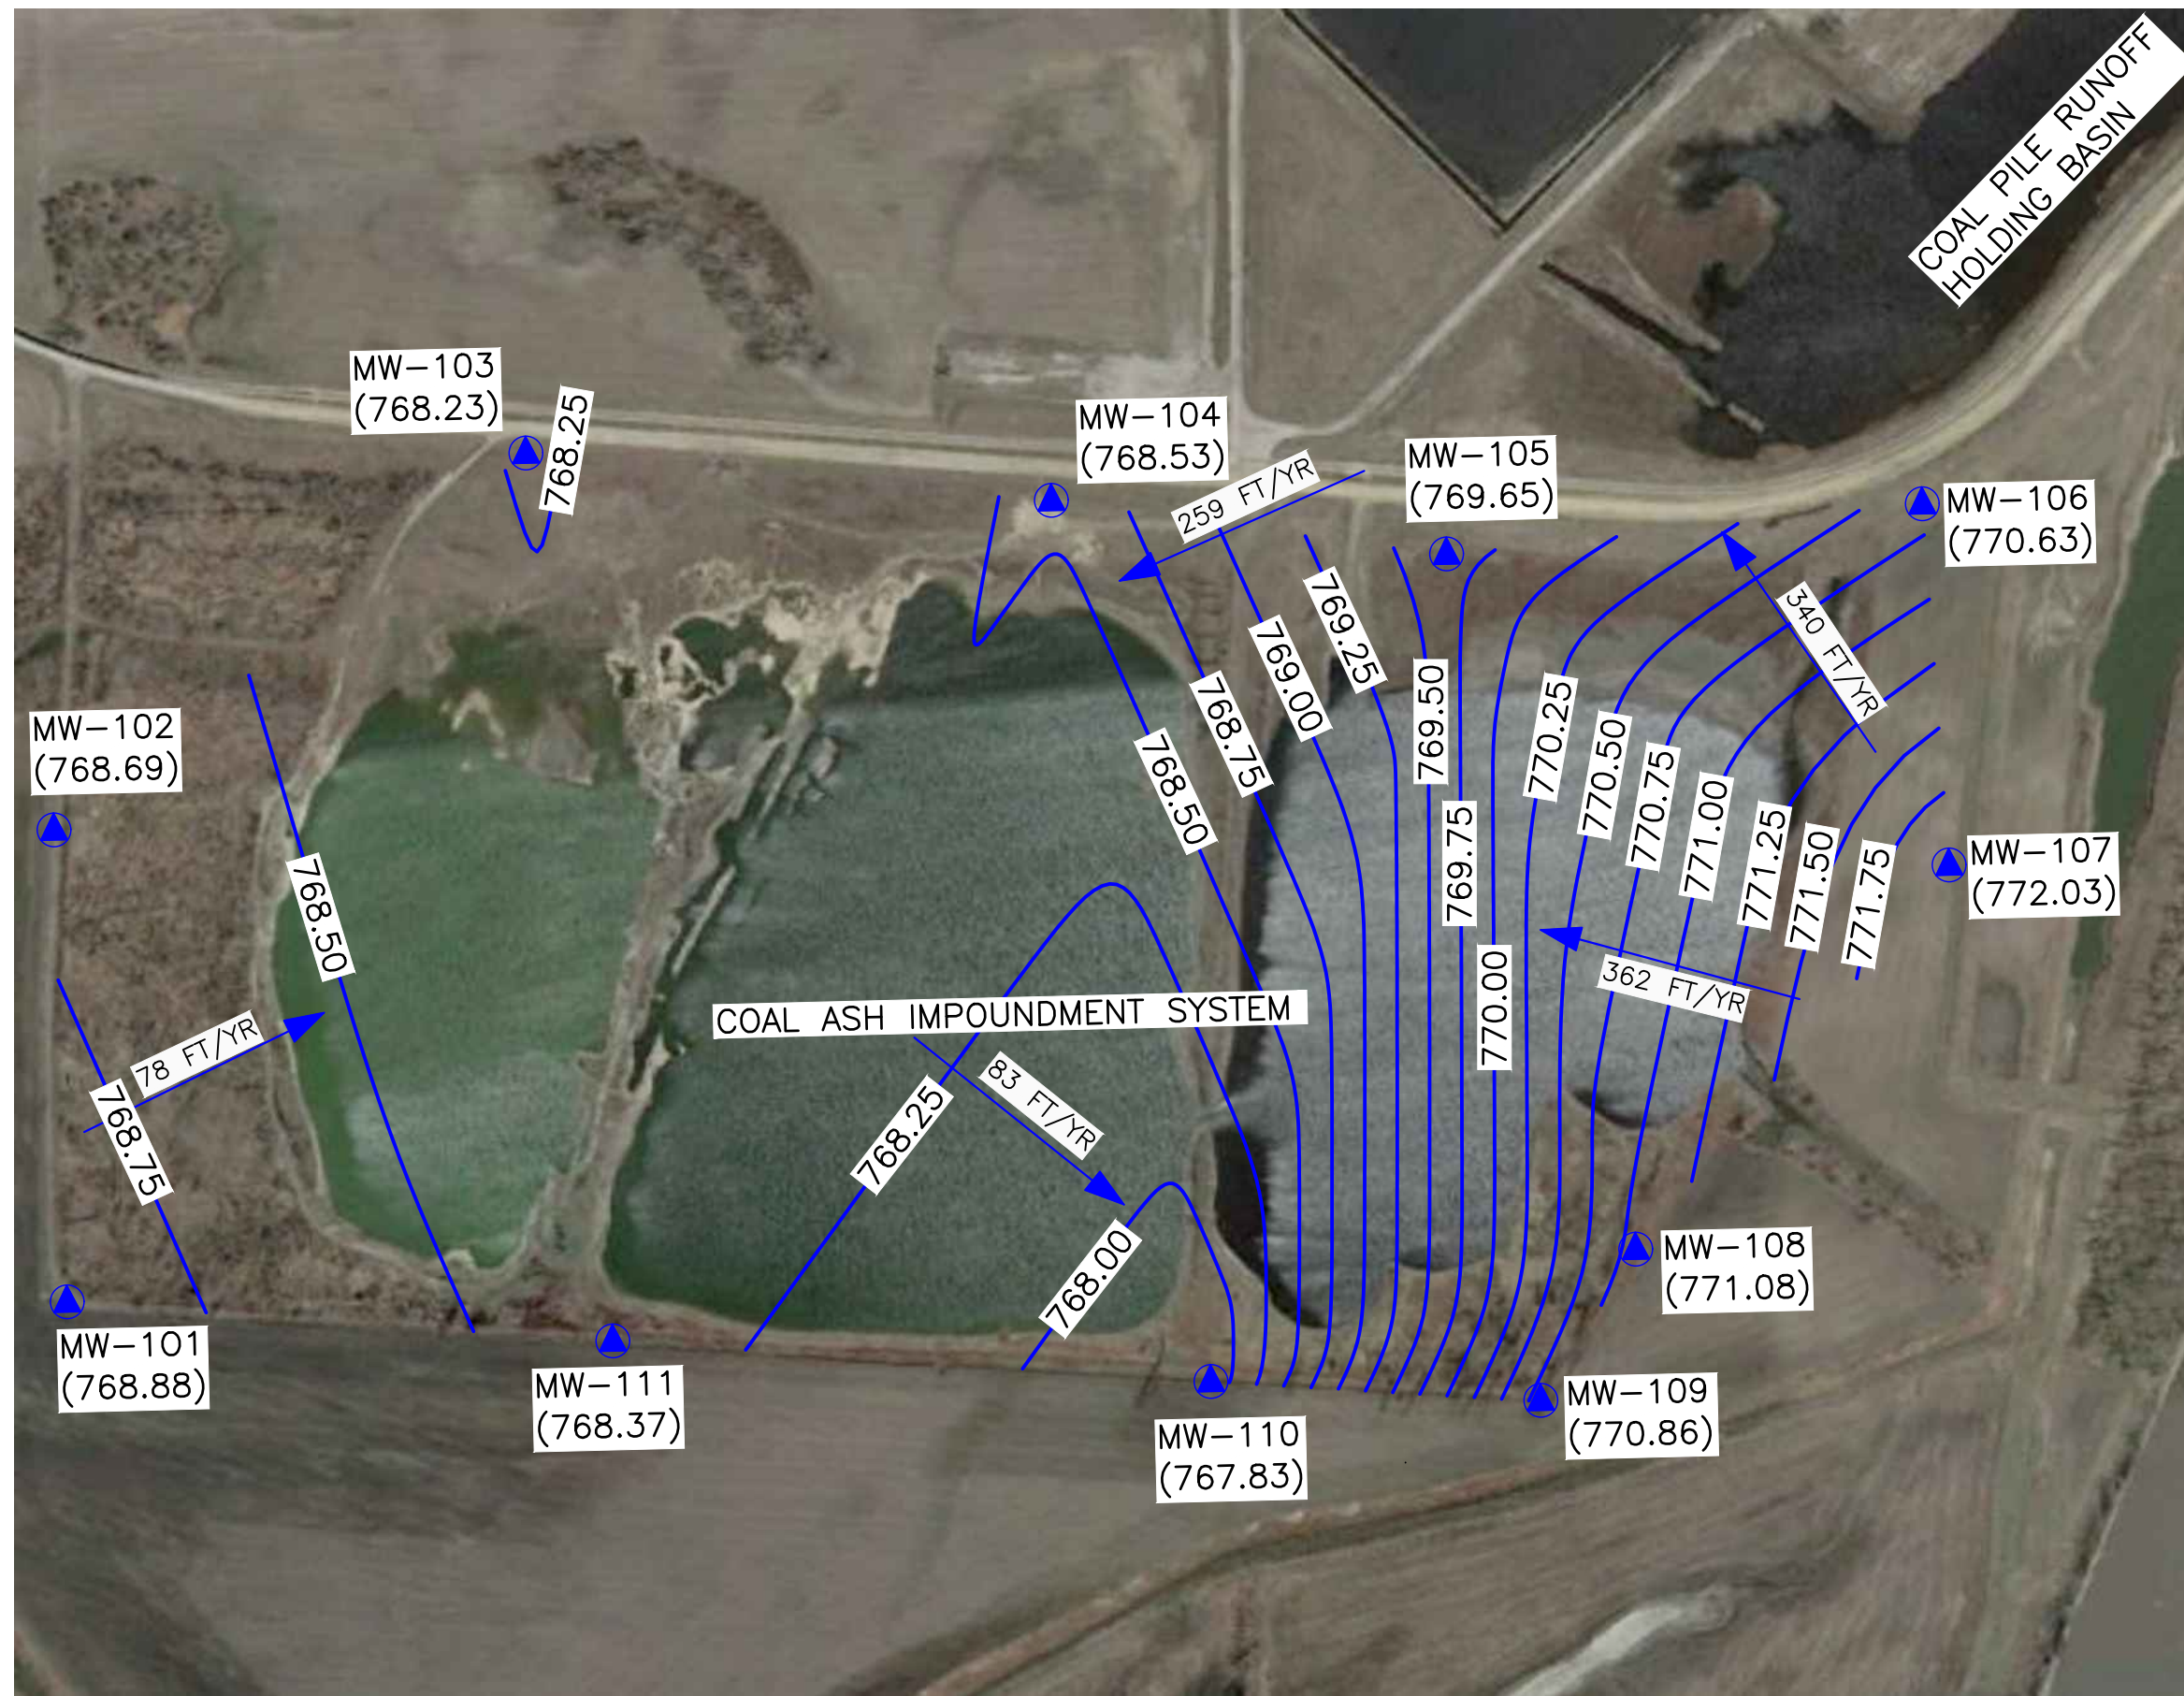 COAL PILE RUNOFF
HOLDING BASIN
MW-103
(768.23)
768.25
MW-104
(768.53)
259 FT/YR
MW-105
(769.65)
MW-106
(770.63)
340 FT/YR
MW-102
(768.69)
768.50
768.50
768.75
769.00
769.25
769.50
769.75
770.00
770.25
770.50
770.75
771.00
771.25
771.50
771.75
MW-107
(772.03)
362 FT/YR
COAL ASH IMPOUNDMENT SYSTEM
78 FT/YR
768.75
83 FT/YR
768.25
768.00
MW-108
(771.08)
MW-101
(768.88)
MW-111
(768.37)
MW-110
(767.83)
MW-109
(770.86)